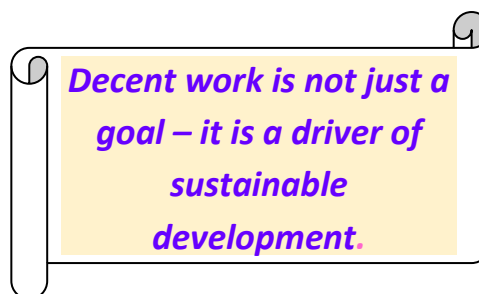 Decent work is not just a
goal – it is a driver of
sustainable
development.